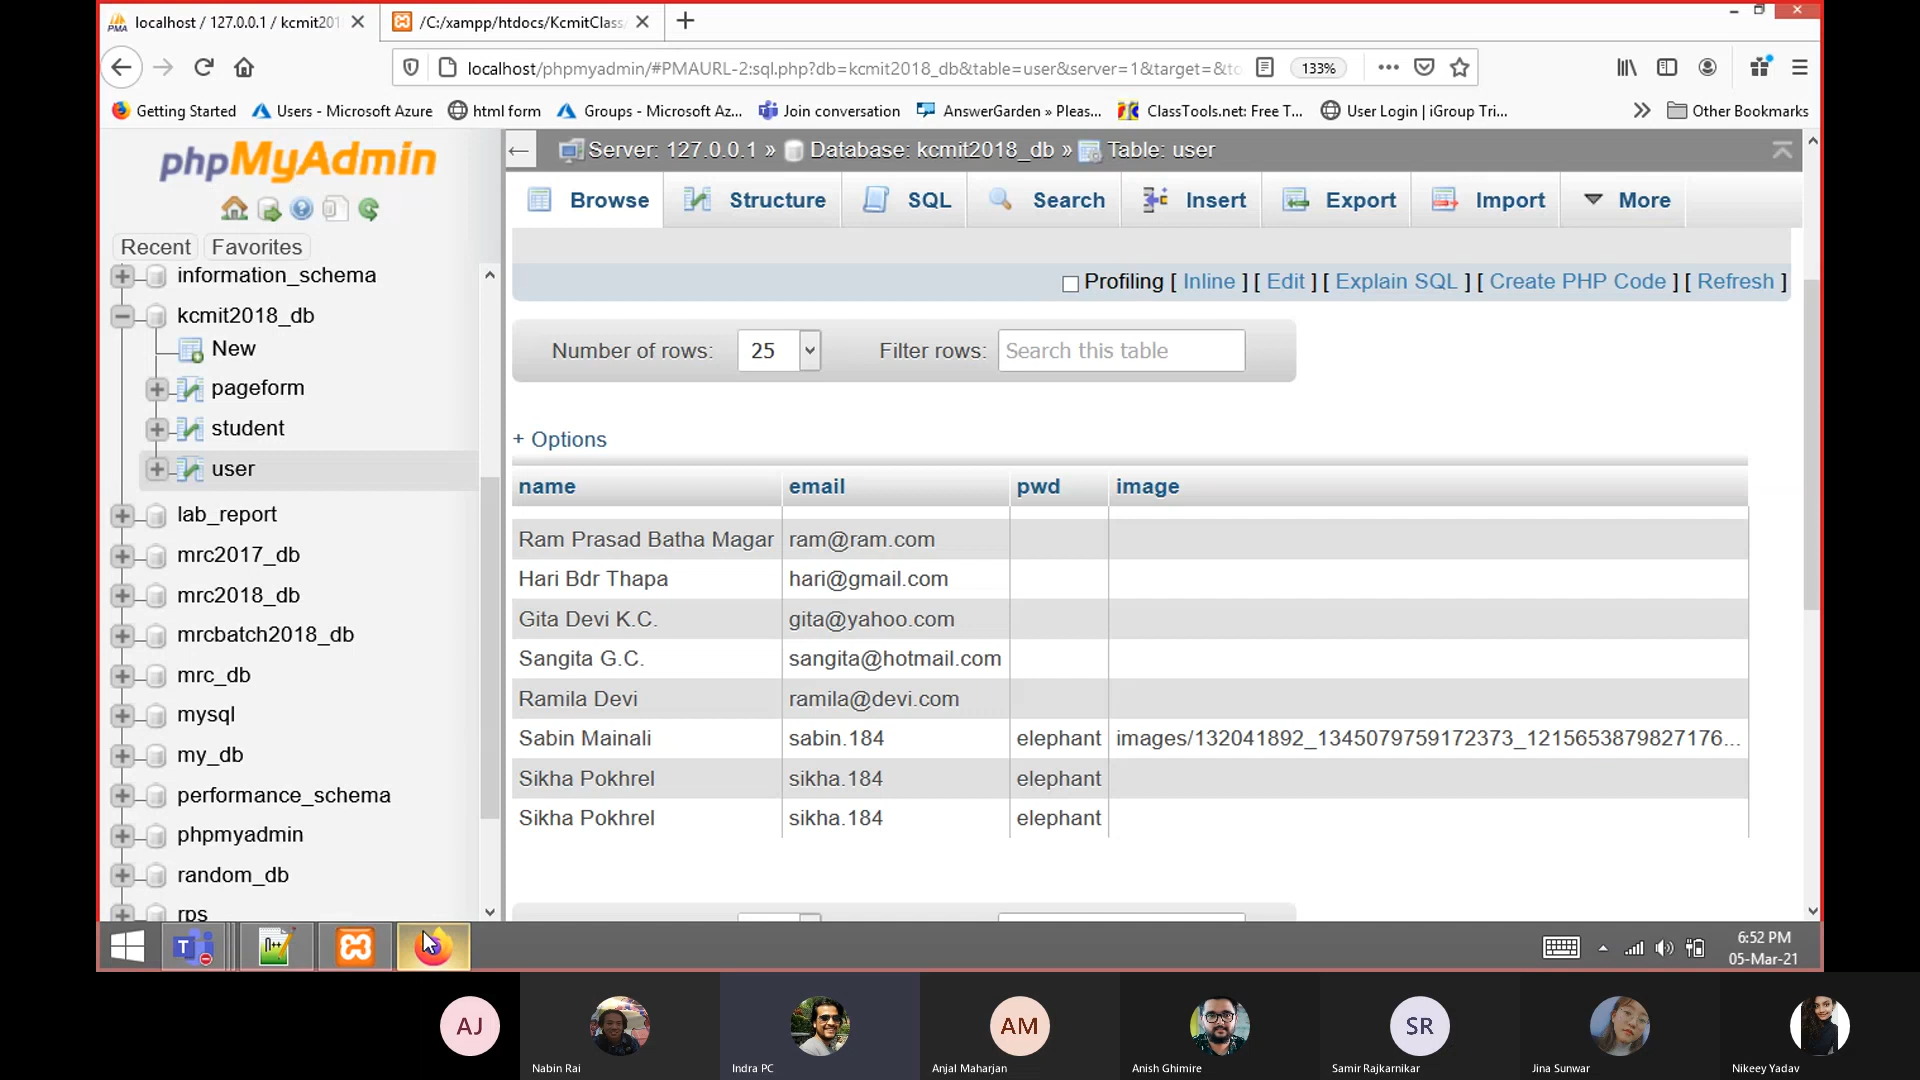 localhost / 127.0.0.1 / kcmit201
/C:/xampp/htdocs/KcmitClass/
localhost/phpmyadmin/#PMAURL-2:sql.php?db=kcmit2018_db&table=user&server=1&target=&to
133%
Getting Started
Users - Microsoft Azure
html form
Groups - Microsoft Az...
Join conversation
AnswerGarden » Pleas...
ClassTools.net: Free T...
User Login | iGroup Tri...
Other Bookmarks
phpMyAdmin
Recent
Favorites
information_schema
kcmit2018_db
New
pageform
student
user
lab_report
mrc2017_db
mrc2018_db
mrcbatch2018_db
mrc_db
mysql
my_db
performance_schema
phpmyadmin
random_db
rps
Server: 127.0.0.1 » Database: kcmit2018_db » Table: user
Browse
Structure
SQL
Search
Insert
Export
Import
More
Profiling [ Inline ] [ Edit ] [ Explain SQL ] [ Create PHP Code ] [ Refresh ]
Number of rows: 25 Filter rows: Search this table
+ Options
name email pwd image
Ram Prasad Batha Magar ram@ram.com
Hari Bdr Thapa hari@gmail.com
Gita Devi K.C. gita@yahoo.com
Sangita G.C. sangita@hotmail.com
Ramila Devi ramila@devi.com
Sabin Mainali sabin.184 elephant images/132041892_1345079759172373_1215653879827176...
Sikha Pokhrel sikha.184 elephant
Sikha Pokhrel sikha.184 elephant
6:52 PM
05-Mar-21
AJ
Nabin Rai
Indra PC
AM
Anjal Maharjan
Anish Ghimire
SR
Samir Rajkarnikar
Jina Sunwar
Nikeey Yadav